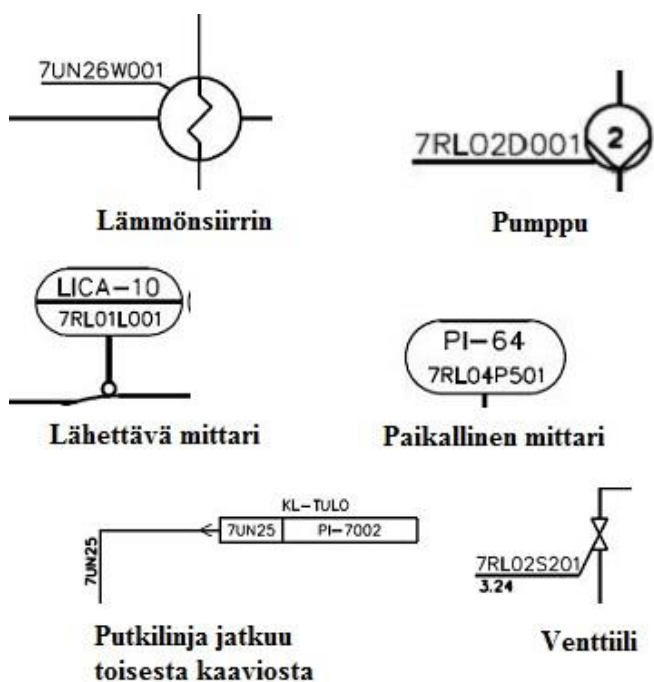 7UN26W001
Lämmönsiirrin
7RL02D001
2
Pumppu
LICA-10
7RL01L001
Lähettävä mittari
PI-64
7RL04P501
Paikallinen mittari
KL-TULO
7UN25 PI-7002
7UN25
Putkilinja jatkuu
toisesta kaaviosta
7RL02S201
3.24
Venttiili